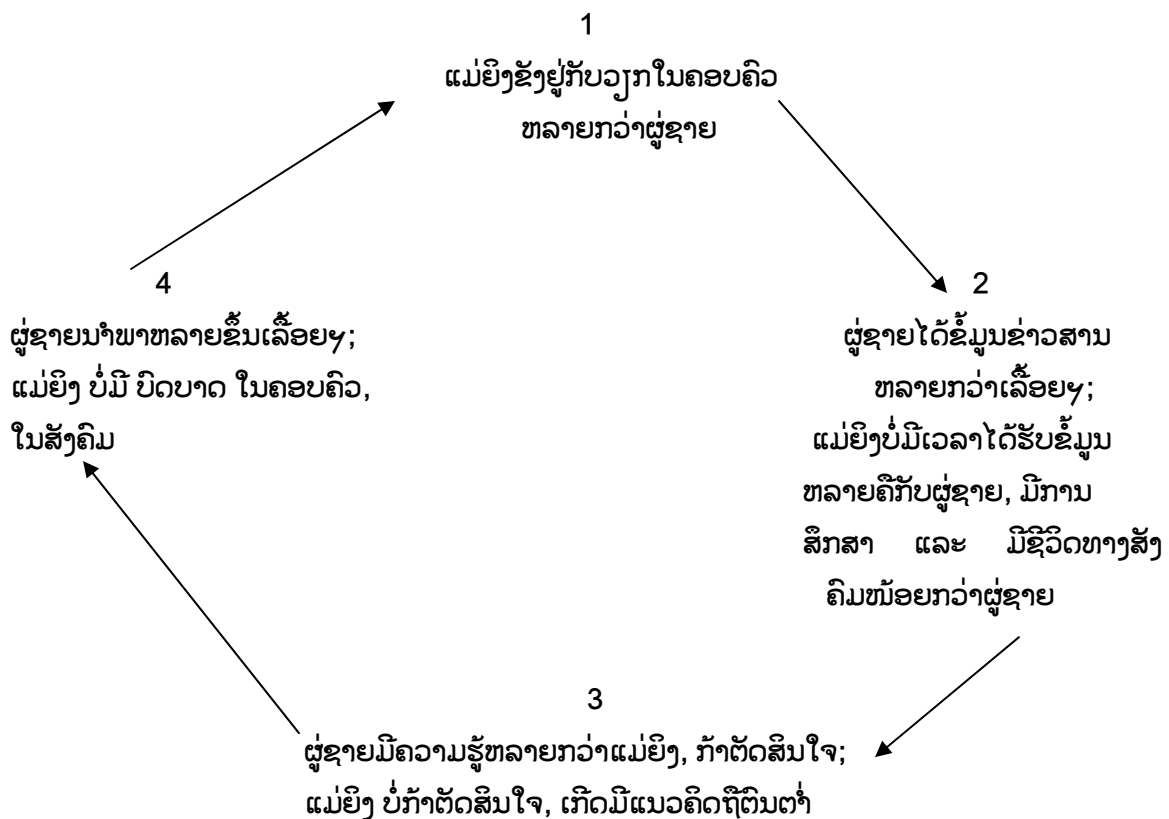 1
ແມ່ຍິງຂັງຢູ່ກັບວຽກໃນຄອບຄົວ
ຫລາຍກວ່າຜູ່ຊາຍ
2
ຜູ່ຊາຍໄດ້ຂໍ້ມູນຂ່າວສານ
ຫລາຍກວ່າເລື້ອຍໆ;
ແມ່ຍິງບໍ່ມີເວລາໄດ້ຮັບຂໍ້ມູນ
ຫລາຍຄືກັບຜູ່ຊາຍ, ມີການ
ສຶກສາ ແລະ ມີຊີວິດທາງສັງ
ຄົມໜ້ອຍກວ່າຜູ່ຊາຍ
3
ຜູ່ຊາຍມີຄວາມຮູ້ຫລາຍກວ່າແມ່ຍິງ, ກ້າຕັດສິນໃຈ;
ແມ່ຍິງ ບໍ່ກ້າຕັດສິນໃຈ, ເກີດມີແນວຄິດຖືຕົນຕໍ່າ
4
ຜູ່ຊາຍນໍາພາຫລາຍຂຶ້ນເລື້ອຍໆ;
ແມ່ຍິງ ບໍ່ມີ ບົດບາດ ໃນຄອບຄົວ,
ໃນສັງຄົມ